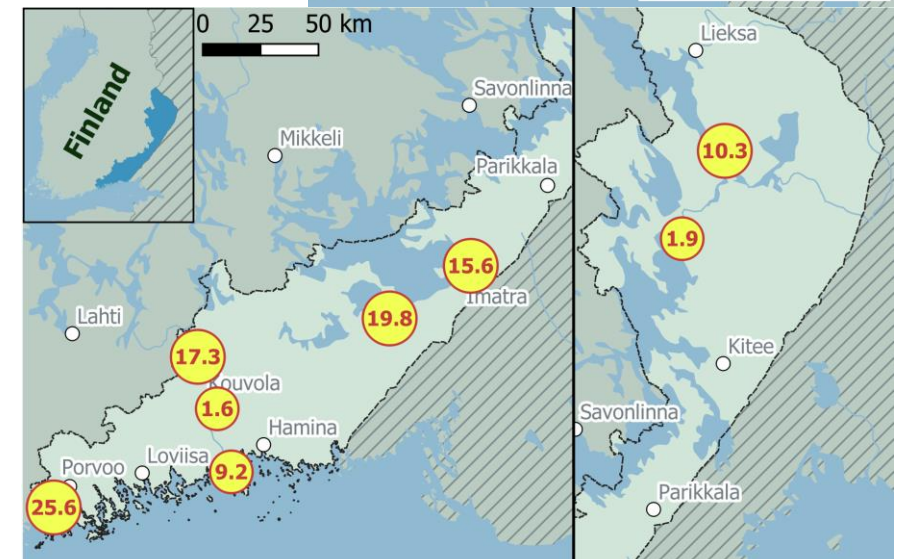 0 25 50 km
Finland
Savonlinna
Mikkeli
Parikkala
15.6
Imatra
19.8
Lahti
17.3
Kouvola
1.6
Hamina
Loviisa
9.2
Porvoo
25.6
Lieksa
10.3
1.9
Kitee
Savonlinna
Parikkala